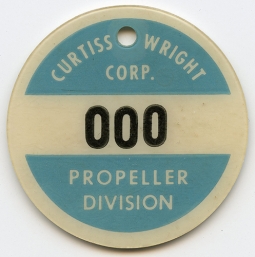 CURTISS WRIGHT
CORP.
000
PROPELLER
DIVISION